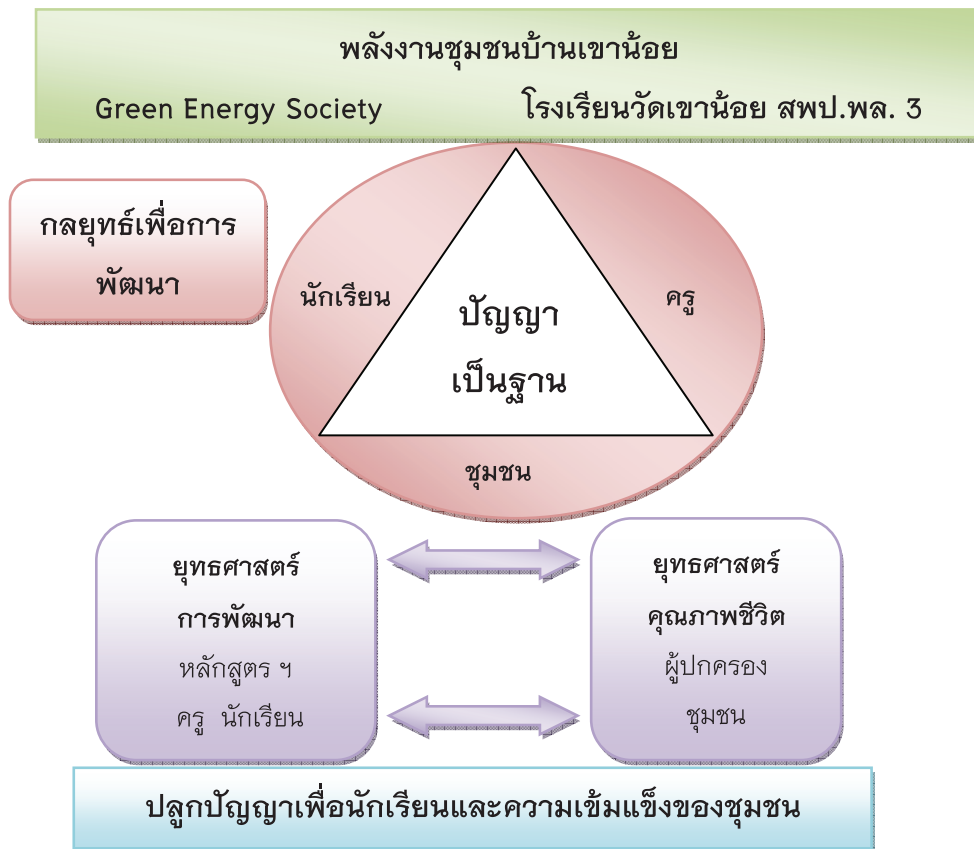 พลังงานชุมชนบ้านเขาน้อย
Green Energy Society โรงเรียนวัดเขาน้อย สพป.พล. 3
กลยุทธ์เพื่อการ
พัฒนา
นักเรียน
ครู
ปัญญา
เป็นฐาน
ชุมชน
ยุทธศาสตร์
การพัฒนา
หลักสูตร ฯ
ครู นักเรียน
ยุทธศาสตร์
คุณภาพชีวิต
ผู้ปกครอง
ชุมชน
ปลูกปัญญาเพื่อนักเรียนและความเข้มแข็งของชุมชน